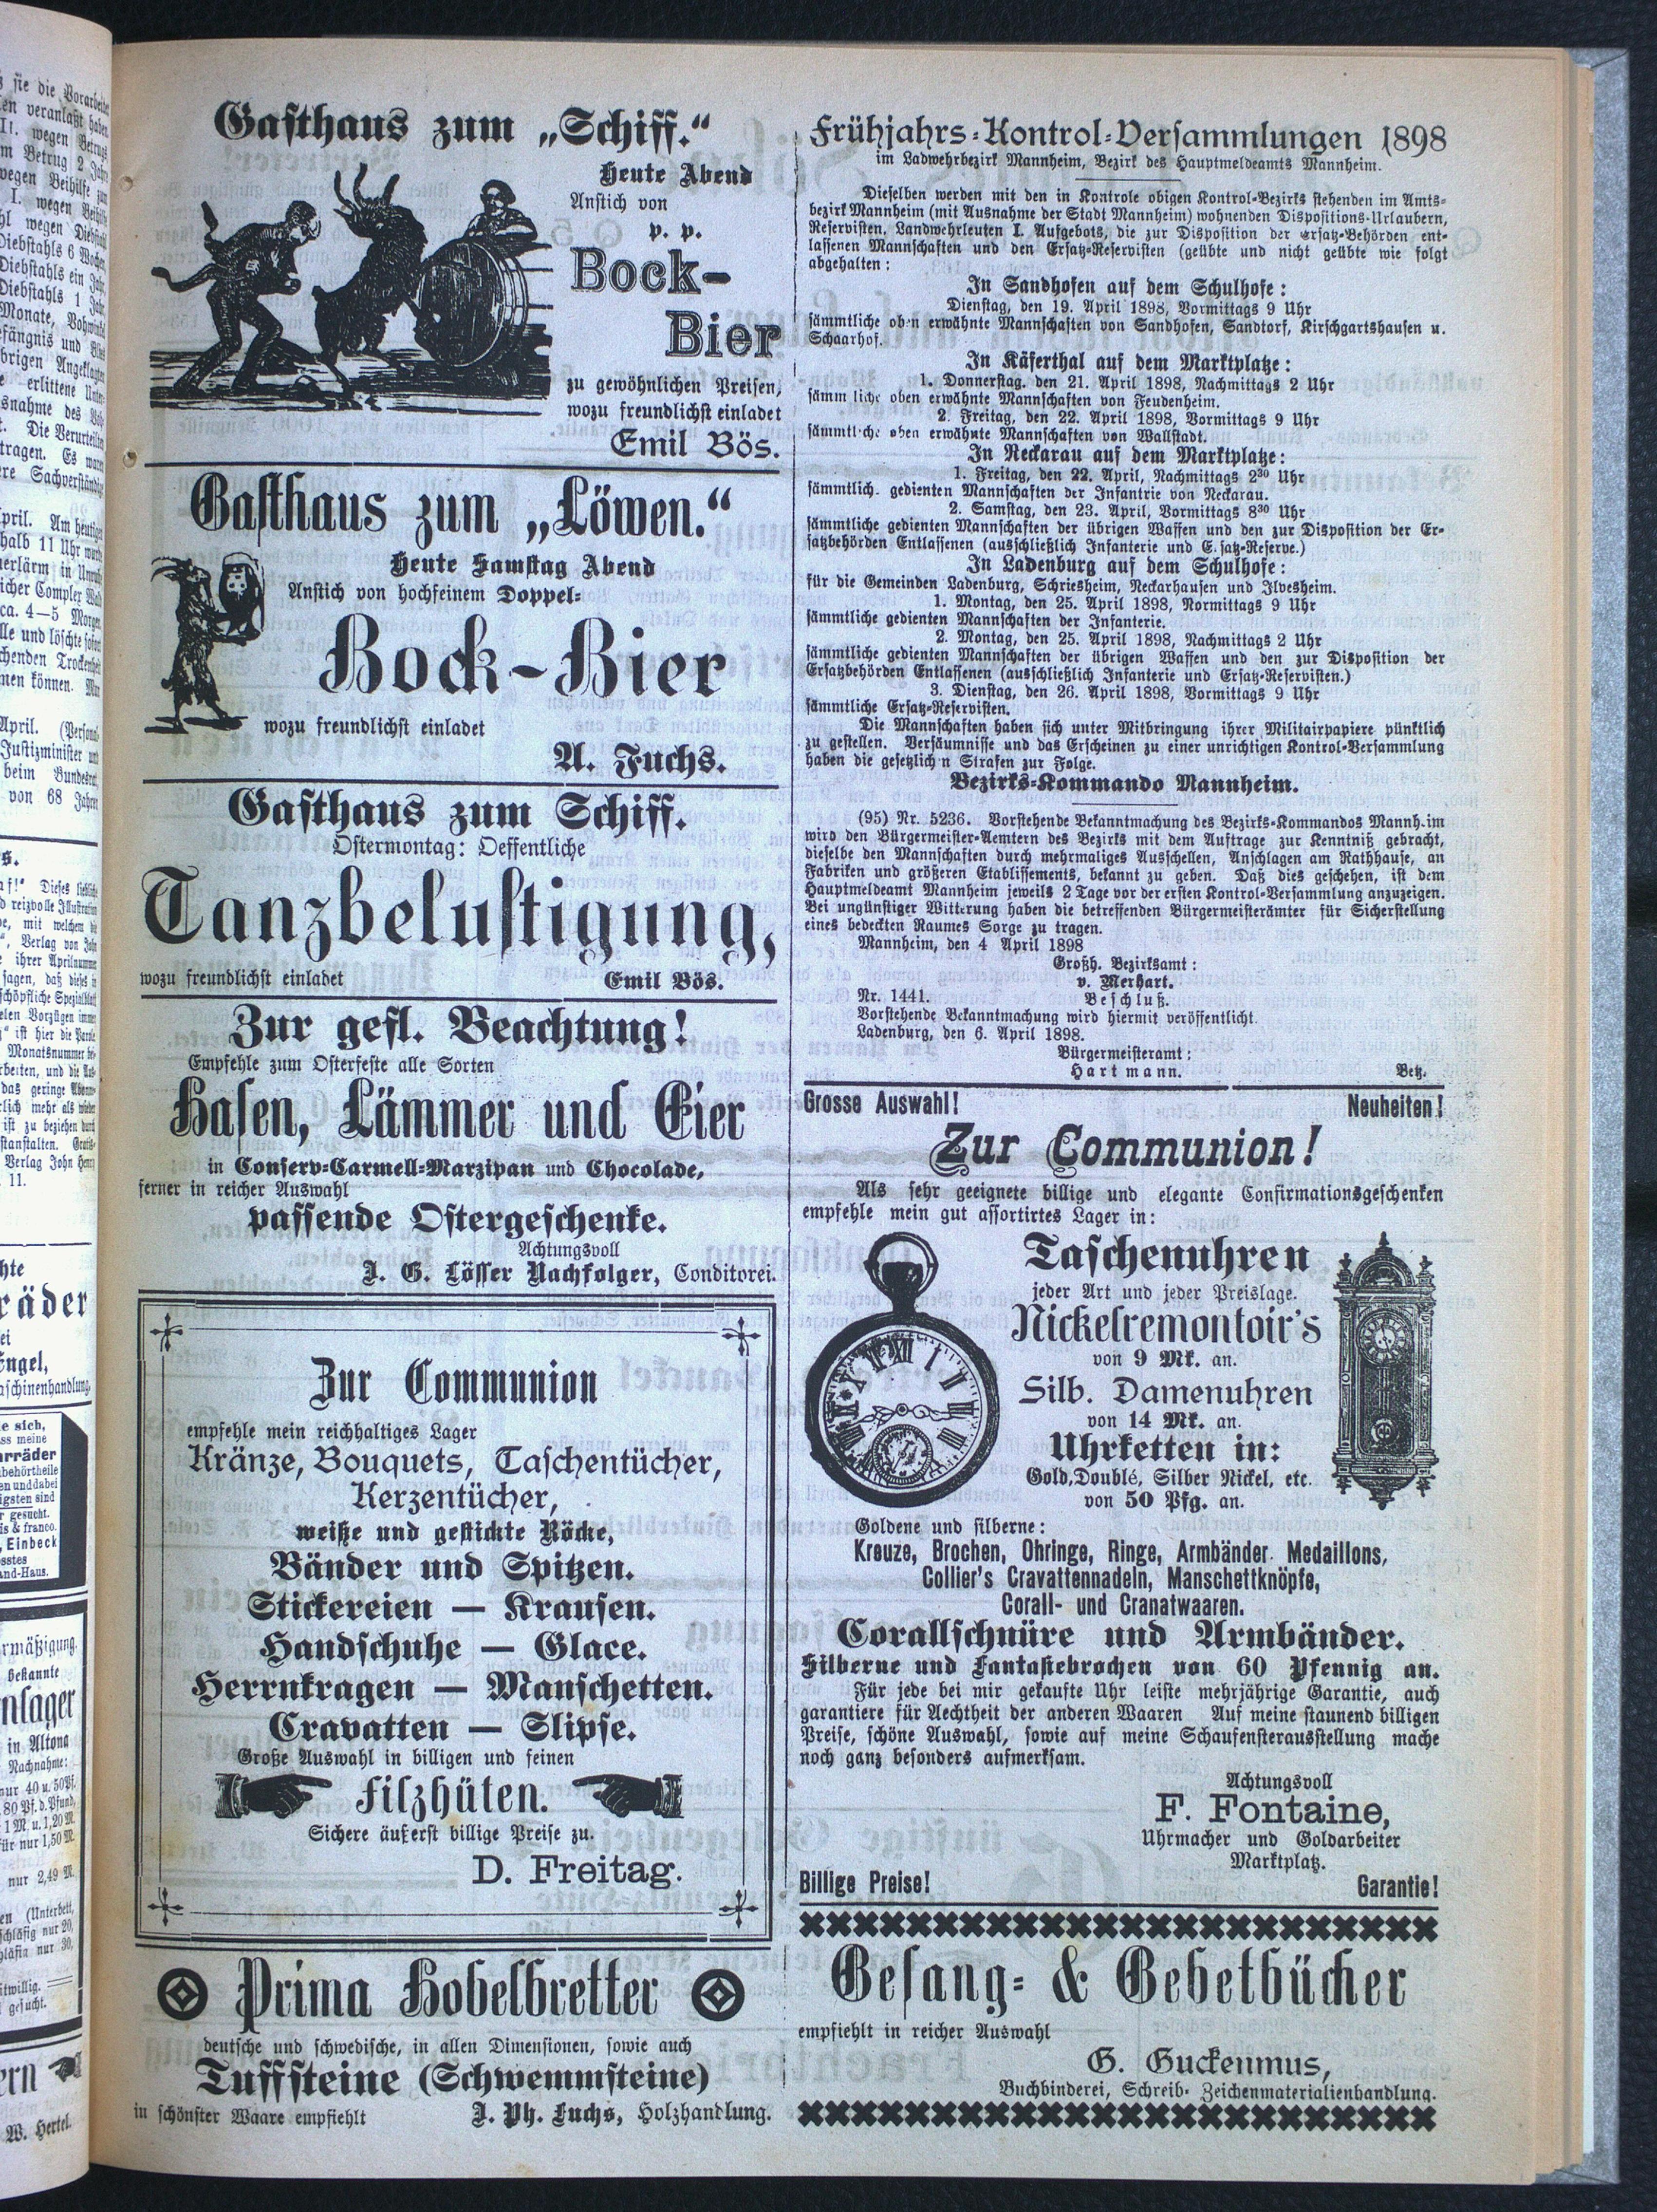 Gasthaus zum „Schiff.“
Heute Abend
Anstich von
p. p.
Bock-
Bier
zu gewöhnlichen Preisen,
wozu freundlichst einladet
Emil Bös.
Gasthaus zum „Löwen.“
Heute Samstag Abend
Anstich von hochfeinem Doppel-
Bock-Bier
wozu freundlichst einladet
A. Fuchs.
Gasthaus zum Schiff.
Ostermontag: Oeffentliche
Tanzbelustigung,
wozu freundlichst einladet Emil Bös.
Zur gefl. Beachtung!
Empfehle zum Osterfeste alle Sorten
Hasen, Lämmer und Eier
in Conserv-Carmell-Marzipan und Chocolade,
ferner in reicher Auswahl
passende Ostergeschenke.
Achtungsvoll
J. G. Lösser Nachfolger, Conditorei.
Zur Communion
empfehle mein reichhaltiges Lager
Kränze, Bouquets, Taschentücher,
Kerzentücher,
weiße und gestickte Röcke,
Bänder und Spitzen.
Stickereien — Krausen.
Handschuhe — Glace.
Herrnkragen — Manschetten.
Cravatten — Slipse.
Große Auswahl in billigen und feinen
Filzhüten.
Sichere äußerst billige Preise zu.
D. Freitag.
Prima Hobelbretter
deutsche und schwedische, in allen Dimensionen, sowie auch
Tuffsteine (Schwemmsteine)
in schönster Waare empfiehlt J. Ph. Fuchs, Holzhandlung.
Frühjahrs-Kontrol-Versammlungen 1898
im Ladwehrbezirk Mannheim, Bezirk des Hauptmeldeamts Mannheim.
Dieselben werden mit den in Kontrole obigen Kontrol-Bezirks stehenden im Amts-
bezirk Mannheim (mit Ausnahme der Stadt Mannheim) wohnenden Dispositions-Urlaubern,
Reservisten, Landwehrleuten I. Aufgebots, die zur Disposition der Ersatz-Behörden ent-
lassenen Mannschaften und den Ersatz-Reservisten (geübte und nicht geübte wie folgt
abgehalten:
In Sandhofen auf dem Schulhofe:
Dienstag, den 19. April 1898, Vormittags 9 Uhr
sämmtliche oben erwähnte Mannschaften von Sandhofen, Sandtorf, Kirschgartshausen u.
Schaarhof.
In Käferthal auf dem Marktplatze:
1. Donnerstag. den 21. April 1898, Nachmittags 2 Uhr
sämmtliche oben erwähnte Mannschaften von Feudenheim.
2. Freitag, den 22. April 1898, Vormittags 9 Uhr
sämmtliche oben erwähnte Mannschaften von Wallstadt.
In Neckarau auf dem Marktplatze:
1. Freitag, den 22. April, Nachmittags 2³⁰ Uhr
sämmtlich. gedienten Mannschaften der Infantrie von Neckarau.
2. Samstag, den 23. April, Vormittags 8³⁰ Uhr
sämmtliche gedienten Mannschaften der übrigen Waffen und den zur Disposition der Er-
satzbehörden Entlassenen (ausschließlich Infanterie und E.satz-Reserve.)
In Ladenburg auf dem Schulhofe:
für die Gemeinden Ladenburg, Schriesheim, Neckarhausen und Ilvesheim.
1. Montag, den 25. April 1898, Normittags 9 Uhr
sämmtliche gedienten Mannschaften der Infanterie.
2. Montag, den 25. April 1898, Nachmittags 2 Uhr
sämmtliche gedienten Mannschaften der übrigen Waffen und den zur Disposition der
Ersatzbehörden Entlassenen (ausschließlich Infanterie und Ersatz-Reservisten.)
3. Dienstag, den 26. April 1898, Vormittags 9 Uhr
sämmtliche Ersatz-Reservisten.
Die Mannschaften haben sich unter Mitbringung ihrer Militairpapiere pünktlich
zu gestellen. Versäumnisse und das Erscheinen zu einer unrichtigen Kontrol-Versammlung
haben die gesetzlich n Strafen zur Folge.
Bezirks-Kommando Mannheim.
(95) Nr. 5236. Vorstehende Bekanntmachung des Bezirks-Kommandos Mannh.im
wird den Bürgermeister-Aemtern des Bezirks mit dem Auftrage zur Kenntniß gebracht,
dieselbe den Mannschaften durch mehrmaliges Ausschellen, Anschlagen am Rathhause, an
Fabriken und größeren Etablissements, bekannt zu geben. Daß dies geschehen, ist dem
Hauptmeldeamt Mannheim jeweils 2 Tage vor der ersten Kontrol-Versammlung anzuzeigen.
Bei ungünstiger Witterung haben die betreffenden Bürgermeisterämter für Sicherstellung
eines bedeckten Raumes Sorge zu tragen.
Mannheim, den 4 April 1898
Großh. Bezirksamt:
v. Merhart.
Nr. 1441. Beschluß.
Vorstehende Bekanntmachung wird hiermit veröffentlicht
Ladenburg, den 6. April 1898.
Bürgermeisteramt:
Hartmann. Betz.
Grosse Auswahl! Neuheiten!
Zur Communion!
Als sehr geeignete billige und elegante Confirmationsgeschenken
empfehle mein gut assortirtes Lager in:
Taschenuhren
jeder Art und jeder Preislage.
Nickelremontoir's
von 9 Mk. an.
Silb. Damenuhren
von 14 Mk. an.
Uhrketten in:
Gold, Doublé, Silber Nickel, etc.
von 50 Pfg. an.
Goldene und silberne:
Kreuze, Brochen, Ohringe, Ringe, Armbänder Medaillons,
Collier's Cravattennadeln, Manschettknöpfe,
Corall- und Cranatwaaren.
Corallschnüre und Armbänder.
Silberne und Fantasiebrochen von 60 Pfennig an.
Für jede bei mir gekaufte Uhr leiste mehrjährige Garantie, auch
garantiere für Aechtheit der anderen Waaren Auf meine staunend billigen
Preise, schöne Auswahl, sowie auf meine Schaufensterausstellung mache
noch ganz besonders aufmerksam.
Achtungsvoll
F. Fontaine,
Uhrmacher und Goldarbeiter
Marktplatz.
Billige Preise! Garantie!
Gesang- & Gebetbücher
empfiehlt in reicher Auswahl
G. Guckenmus,
Buchbinderei, Schreib- Zeichenmaterialienhandlung.